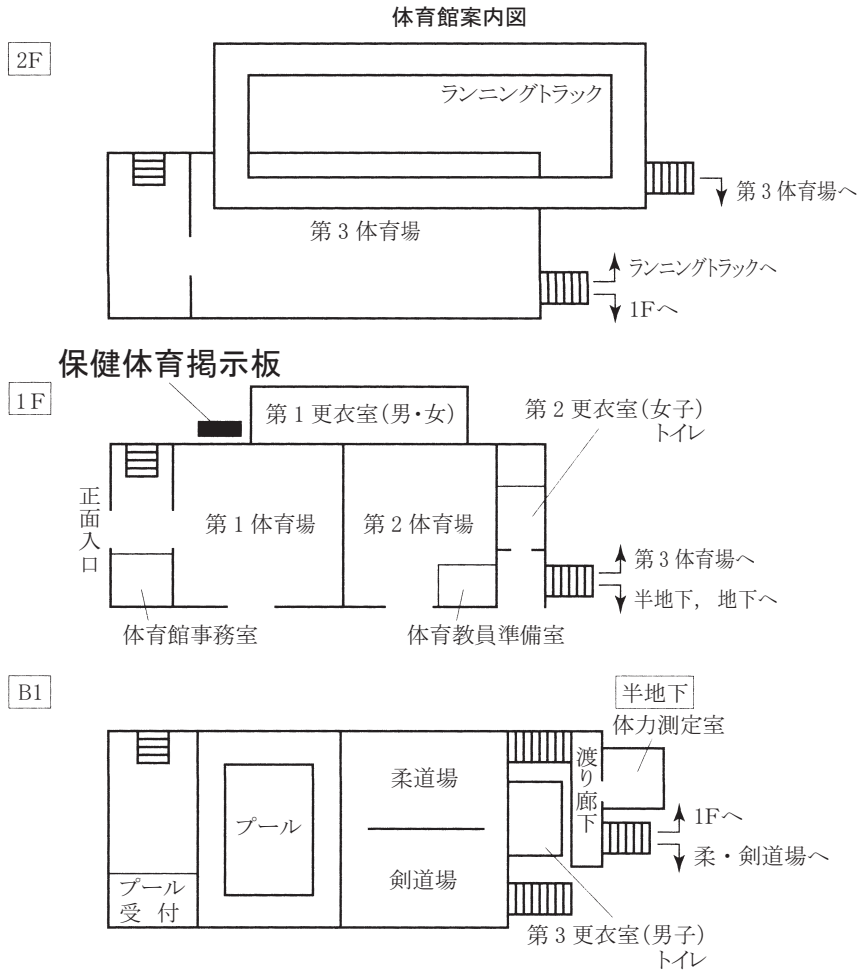 体育館案内図
2F
ランニングトラック
第3体育場へ
第3体育場
ランニングトラックへ
1Fへ
保健体育掲示板
1F
第1更衣室(男・女)
第2更衣室(女子)
トイレ
正面入口
第1体育場
第2体育場
第3体育場へ
半地下，地下へ
体育館事務室
体育教員準備室
B1
半地下
体力測定室
渡り廊下
柔道場
プール
1Fへ
柔・剣道場へ
剣道場
プール
受付
第3更衣室(男子)
トイレ